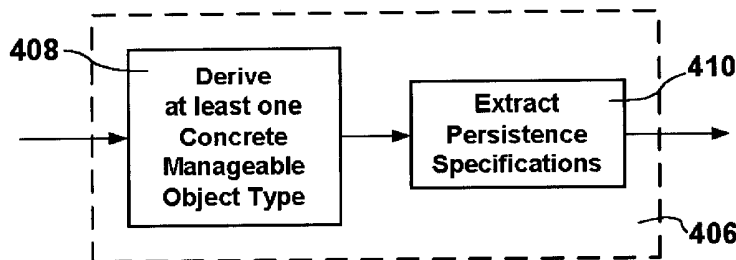 408
Derive
at least one
Concrete
Manageable
Object Type
410
Extract
Persistence
Specifications
406